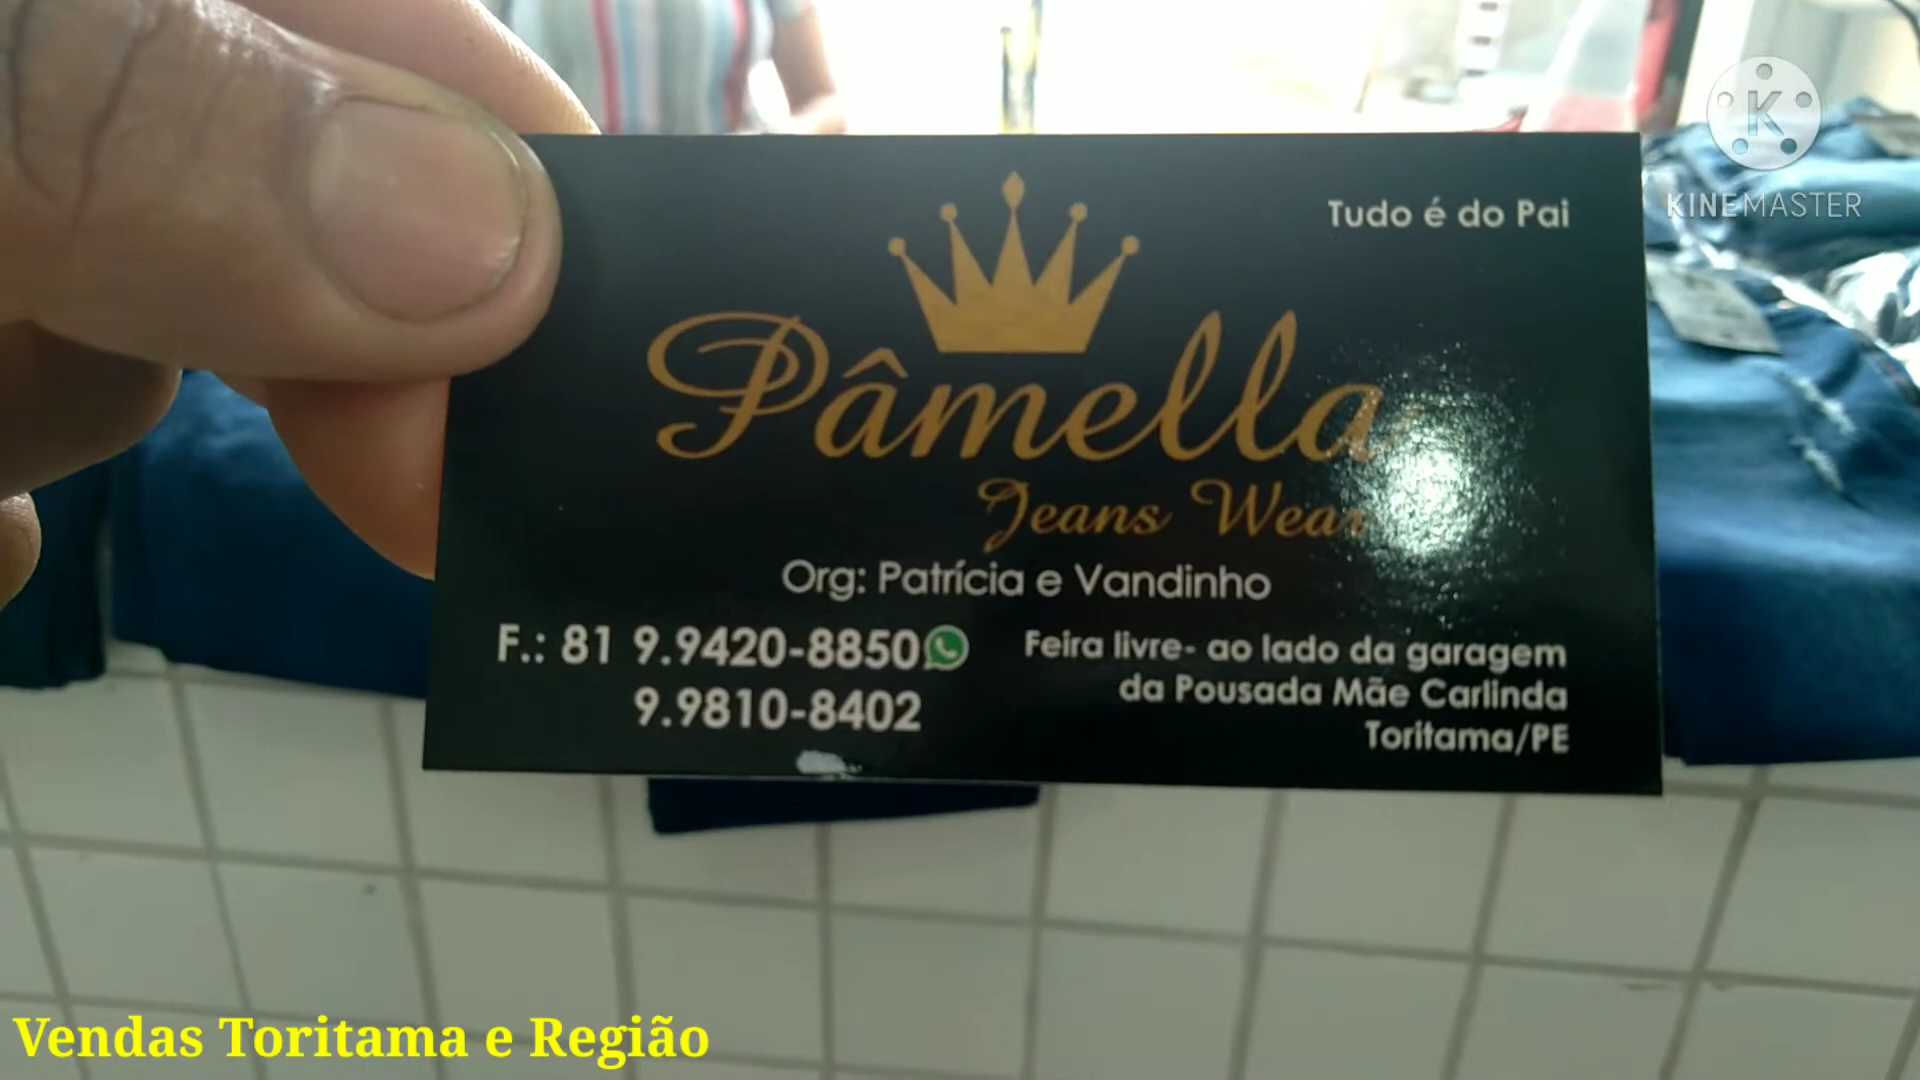 Tudo é do Pai
Pâmella
Jeans Wear
Org: Patrícia e Vandinho
F.: 81 9.9420-8850
9.9810-8402
Feira livre- ao lado da garagem
da Pousada Mãe Carlinda
Toritama/PE
K
KINEMASTER
Vendas Toritama e Região